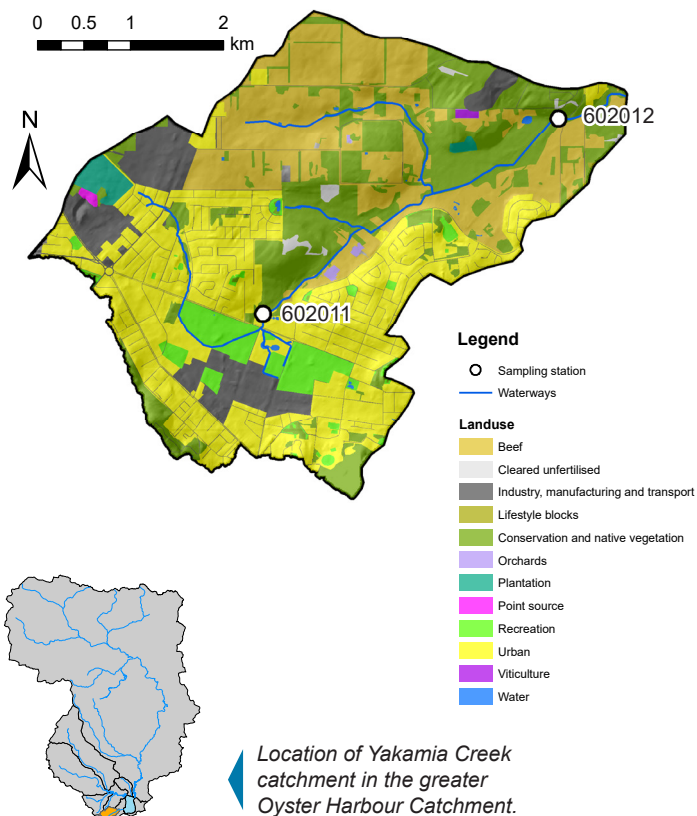 0 0.5 1 2
km
N
602012
602011
Legend
Sampling station
Waterways
Landuse
Beef
Cleared unfertilised
Industry, manufacturing and transport
Lifestyle blocks
Conservation and native vegetation
Orchards
Plantation
Point source
Recreation
Urban
Viticulture
Water
Location of Yakamia Creek
catchment in the greater
Oyster Harbour Catchment.